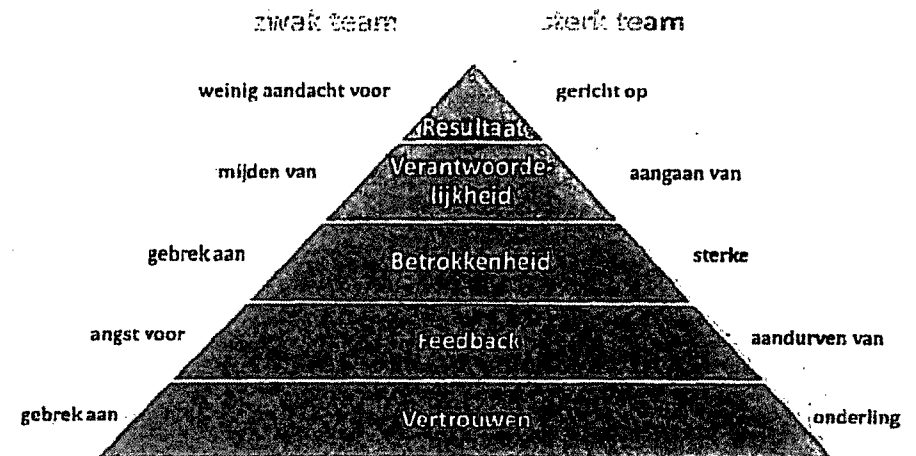 zwak team sterk team
weinig aandacht voor gericht op
Resultaat
mijden van Verantwoorde- aangaan van
lijkheid
gebrek aan Betrokkenheid sterke
angst voor Feedback aandurven van
gebrek aan Vertrouwen onderling